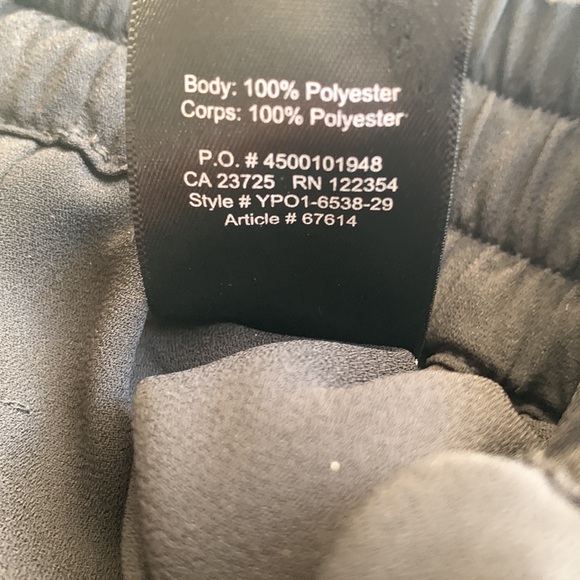 Body: 100% Polyester
Corps: 100% Polyester
P.O. # 4500101948
CA 23725 RN 122354
Style # YPO1-6538-29
Article # 67614